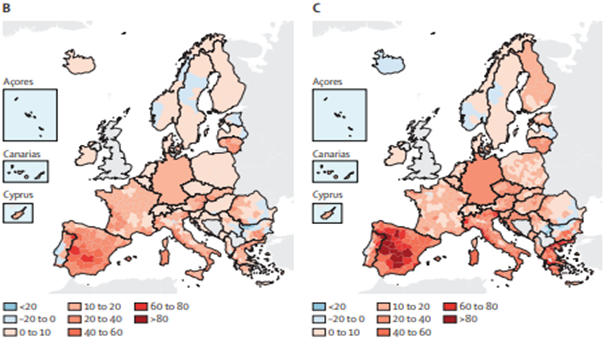 B
Açores
Canarias
Cyprus
<20
-20 to 0
0 to 10
10 to 20
20 to 40
40 to 60
60 to 80
>80
C
Açores
Canarias
Cyprus
<20
-20 to 0
0 to 10
10 to 20
20 to 40
40 to 60
60 to 80
>80